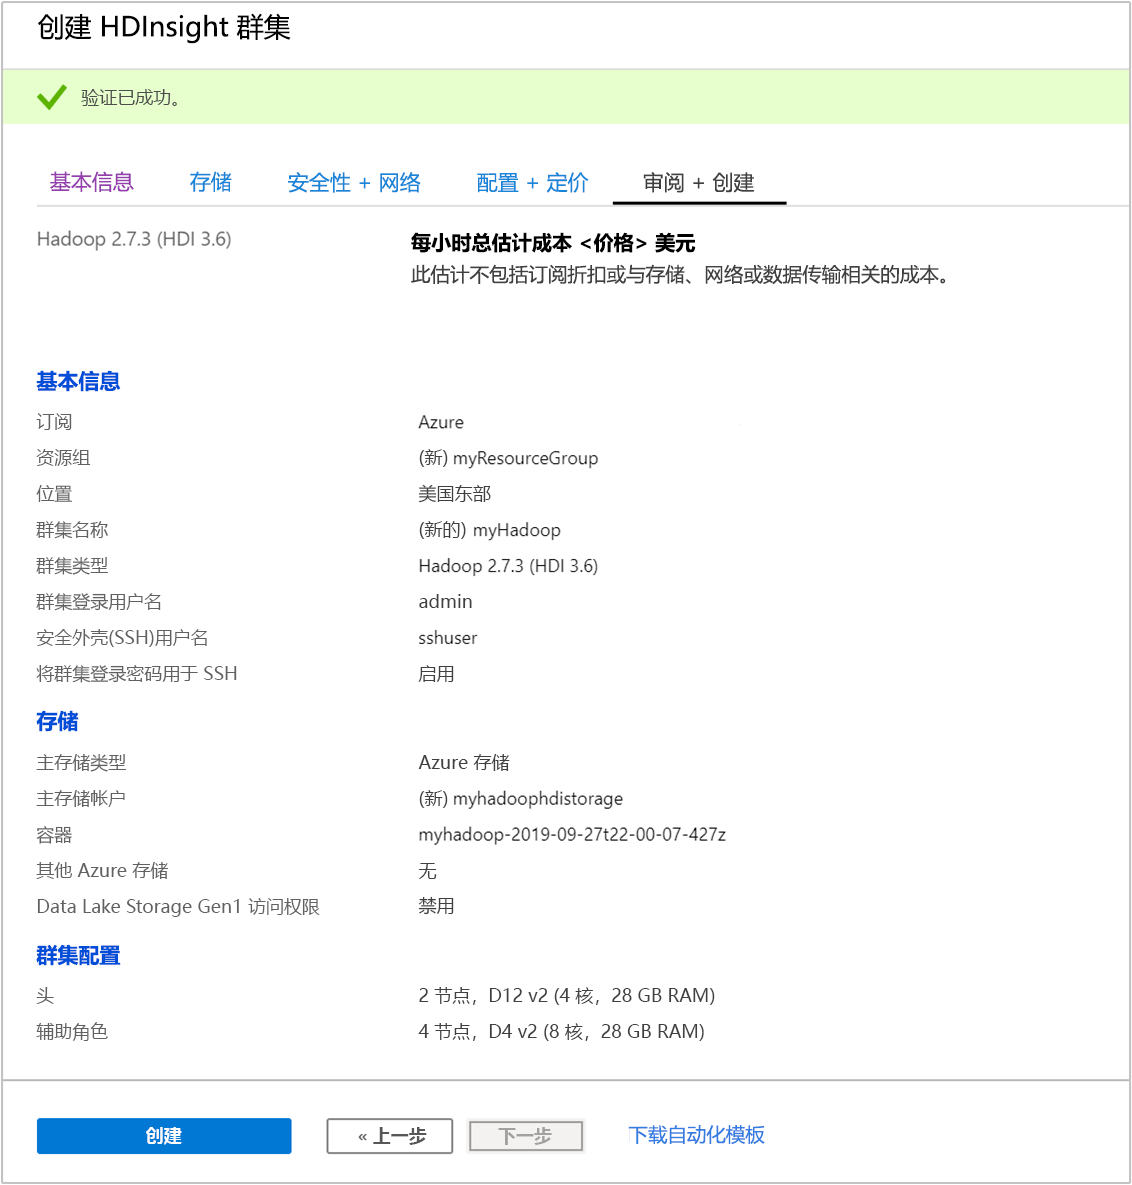 创建 HDInsight 群集
验证已成功。
基本信息 存储 安全性 + 网络 配置 + 定价 审阅 + 创建
Hadoop 2.7.3 (HDI 3.6)
每小时总估计成本 <价格> 美元
此估计不包括订阅折扣或与存储、网络或数据传输相关的成本。
基本信息
订阅 Azure
资源组 (新) myResourceGroup
位置 美国东部
群集名称 (新的) myHadoop
群集类型 Hadoop 2.7.3 (HDI 3.6)
群集登录用户名 admin
安全外壳(SSH)用户名 sshuser
将群集登录密码用于 SSH 启用
存储
主存储类型 Azure 存储
主存储帐户 (新) myhadoophdistorage
容器 myhadoop-2019-09-27t22-00-07-427z
其他 Azure 存储 无
Data Lake Storage Gen1 访问权限 禁用
群集配置
头 2 节点，D12 v2 (4 核，28 GB RAM)
辅助角色 4 节点，D4 v2 (8 核，28 GB RAM)
创建 « 上一步 下一步 下载自动化模板